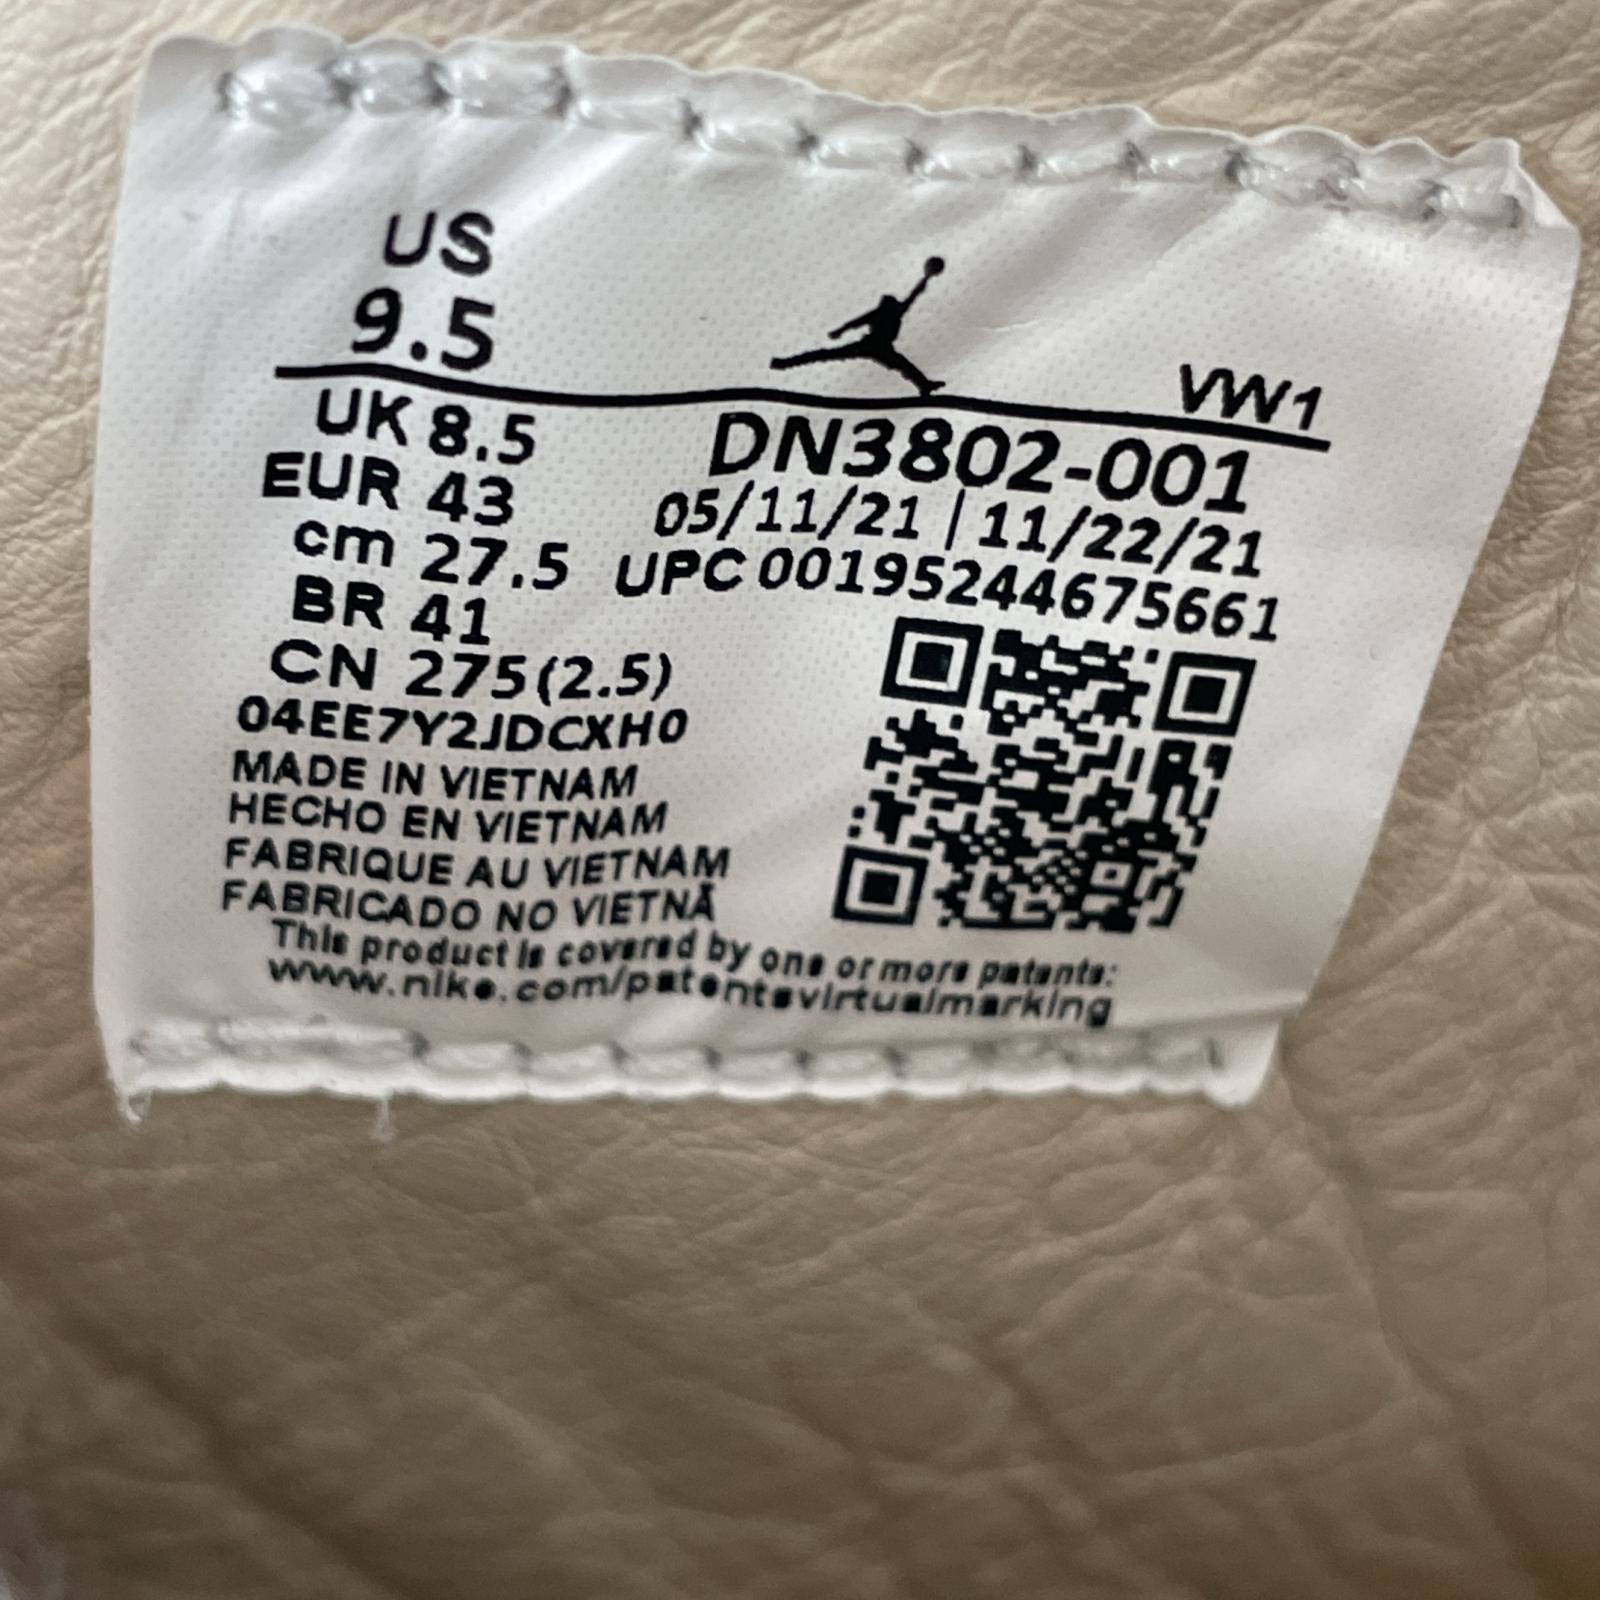 US
9.5
VW1
UK 8.5
DN3802-001
EUR 43
05/11/21 | 11/22/21
cm 27.5
UPC 00195244675661
BR 41
CN 275(2.5)
04EE7Y2JDCXH0
MADE IN VIETNAM
HECHO EN VIETNAM
FABRIQUE AU VIETNAM
FABRICADO NO VIETNÃ
This product is covered by one or more patents:
www.nike.com/patentsvirtualmarking